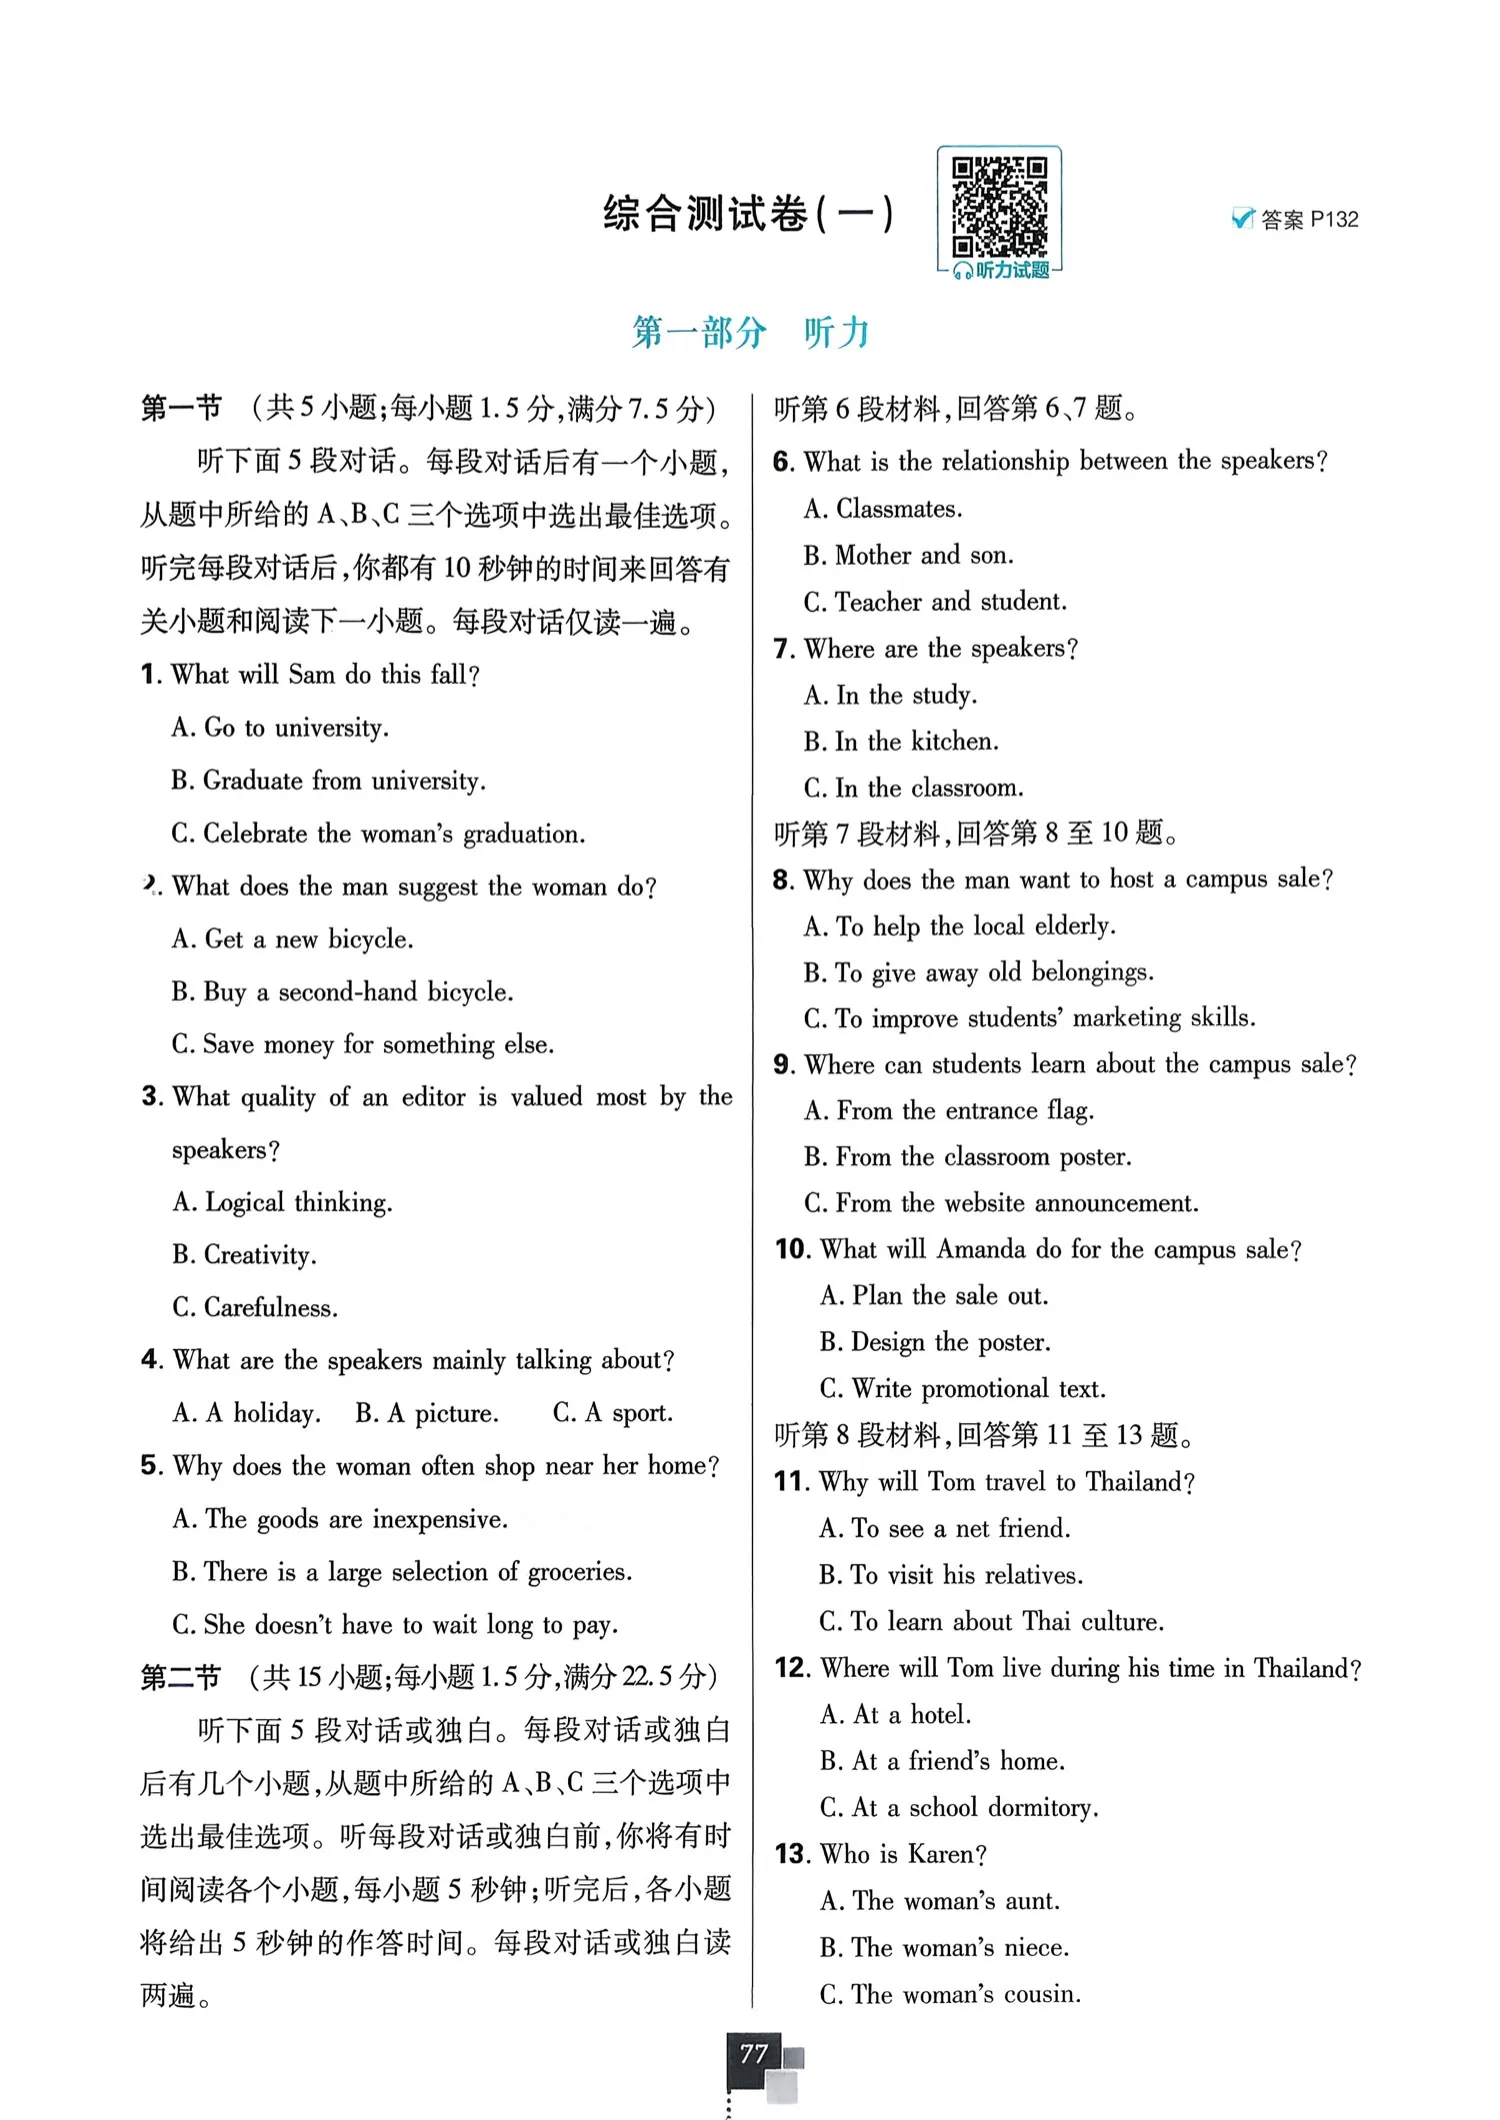 综合测试卷(一)
听力试题
答案 P132
第一部分 听力
第一节 (共5小题;每小题1.5分,满分7.5分)
听下面5段对话。每段对话后有一个小题,
从题中所给的A、B、C三个选项中选出最佳选项。
听完每段对话后,你都有10秒钟的时间来回答有
关小题和阅读下一小题。每段对话仅读一遍。
1. What will Sam do this fall?
A. Go to university.
B. Graduate from university.
C. Celebrate the woman's graduation.
2. What does the man suggest the woman do?
A. Get a new bicycle.
B. Buy a second-hand bicycle.
C. Save money for something else.
3. What quality of an editor is valued most by the
speakers?
A. Logical thinking.
B. Creativity.
C. Carefulness.
4. What are the speakers mainly talking about?
A. A holiday. B. A picture. C. A sport.
5. Why does the woman often shop near her home?
A. The goods are inexpensive.
B. There is a large selection of groceries.
C. She doesn't have to wait long to pay.
第二节 (共15小题;每小题1.5分,满分22.5分)
听下面5段对话或独白。每段对话或独白
后有几个小题,从题中所给的A、B、C三个选项中
选出最佳选项。听每段对话或独白前,你将有时
间阅读各个小题,每小题5秒钟;听完后,各小题
将给出5秒钟的作答时间。每段对话或独白读
两遍。
听第6段材料,回答第6、7题。
6. What is the relationship between the speakers?
A. Classmates.
B. Mother and son.
C. Teacher and student.
7. Where are the speakers?
A. In the study.
B. In the kitchen.
C. In the classroom.
听第7段材料,回答第8至10题。
8. Why does the man want to host a campus sale?
A. To help the local elderly.
B. To give away old belongings.
C. To improve students' marketing skills.
9. Where can students learn about the campus sale?
A. From the entrance flag.
B. From the classroom poster.
C. From the website announcement.
10. What will Amanda do for the campus sale?
A. Plan the sale out.
B. Design the poster.
C. Write promotional text.
听第8段材料,回答第11至13题。
11. Why will Tom travel to Thailand?
A. To see a net friend.
B. To visit his relatives.
C. To learn about Thai culture.
12. Where will Tom live during his time in Thailand?
A. At a hotel.
B. At a friend's home.
C. At a school dormitory.
13. Who is Karen?
A. The woman's aunt.
B. The woman's niece.
C. The woman's cousin.
77